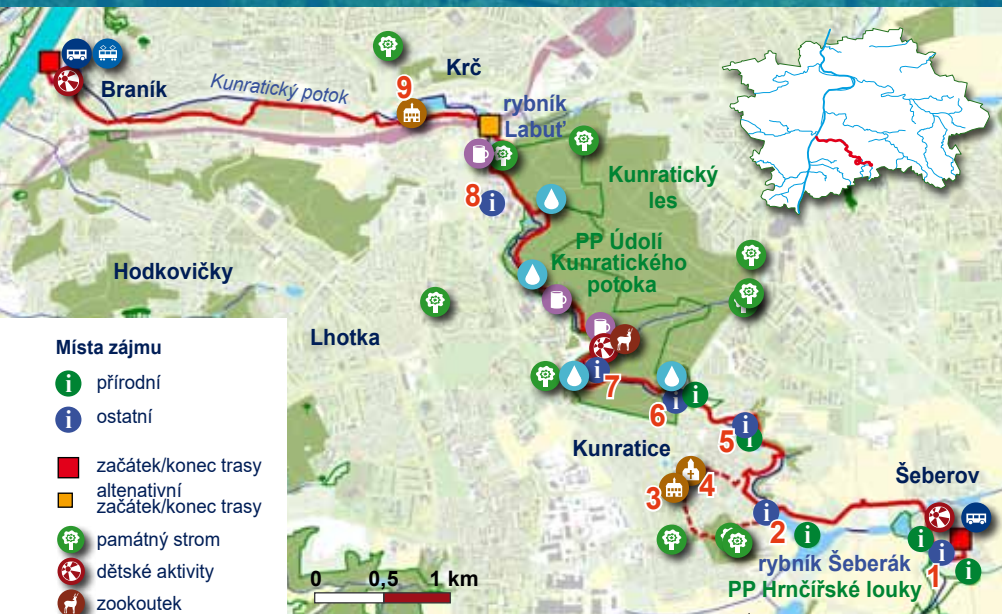 Krč
Braník
Kunratický potok
9
rybník
Labuť
Kunratický
les
8
PP Údolí
Kunratického
potoka
Hodkovičky
Lhotka
7
6
5
Kunratice
Šeberov
4
3
2
rybník Šeberák
1
PP Hrnčířské louky
Místa zájmu
i přírodní
i ostatní
začátek/konec trasy
altenativní
začátek/konec trasy
památný strom
dětské aktivity
zookoutek
0 0,5 1 km